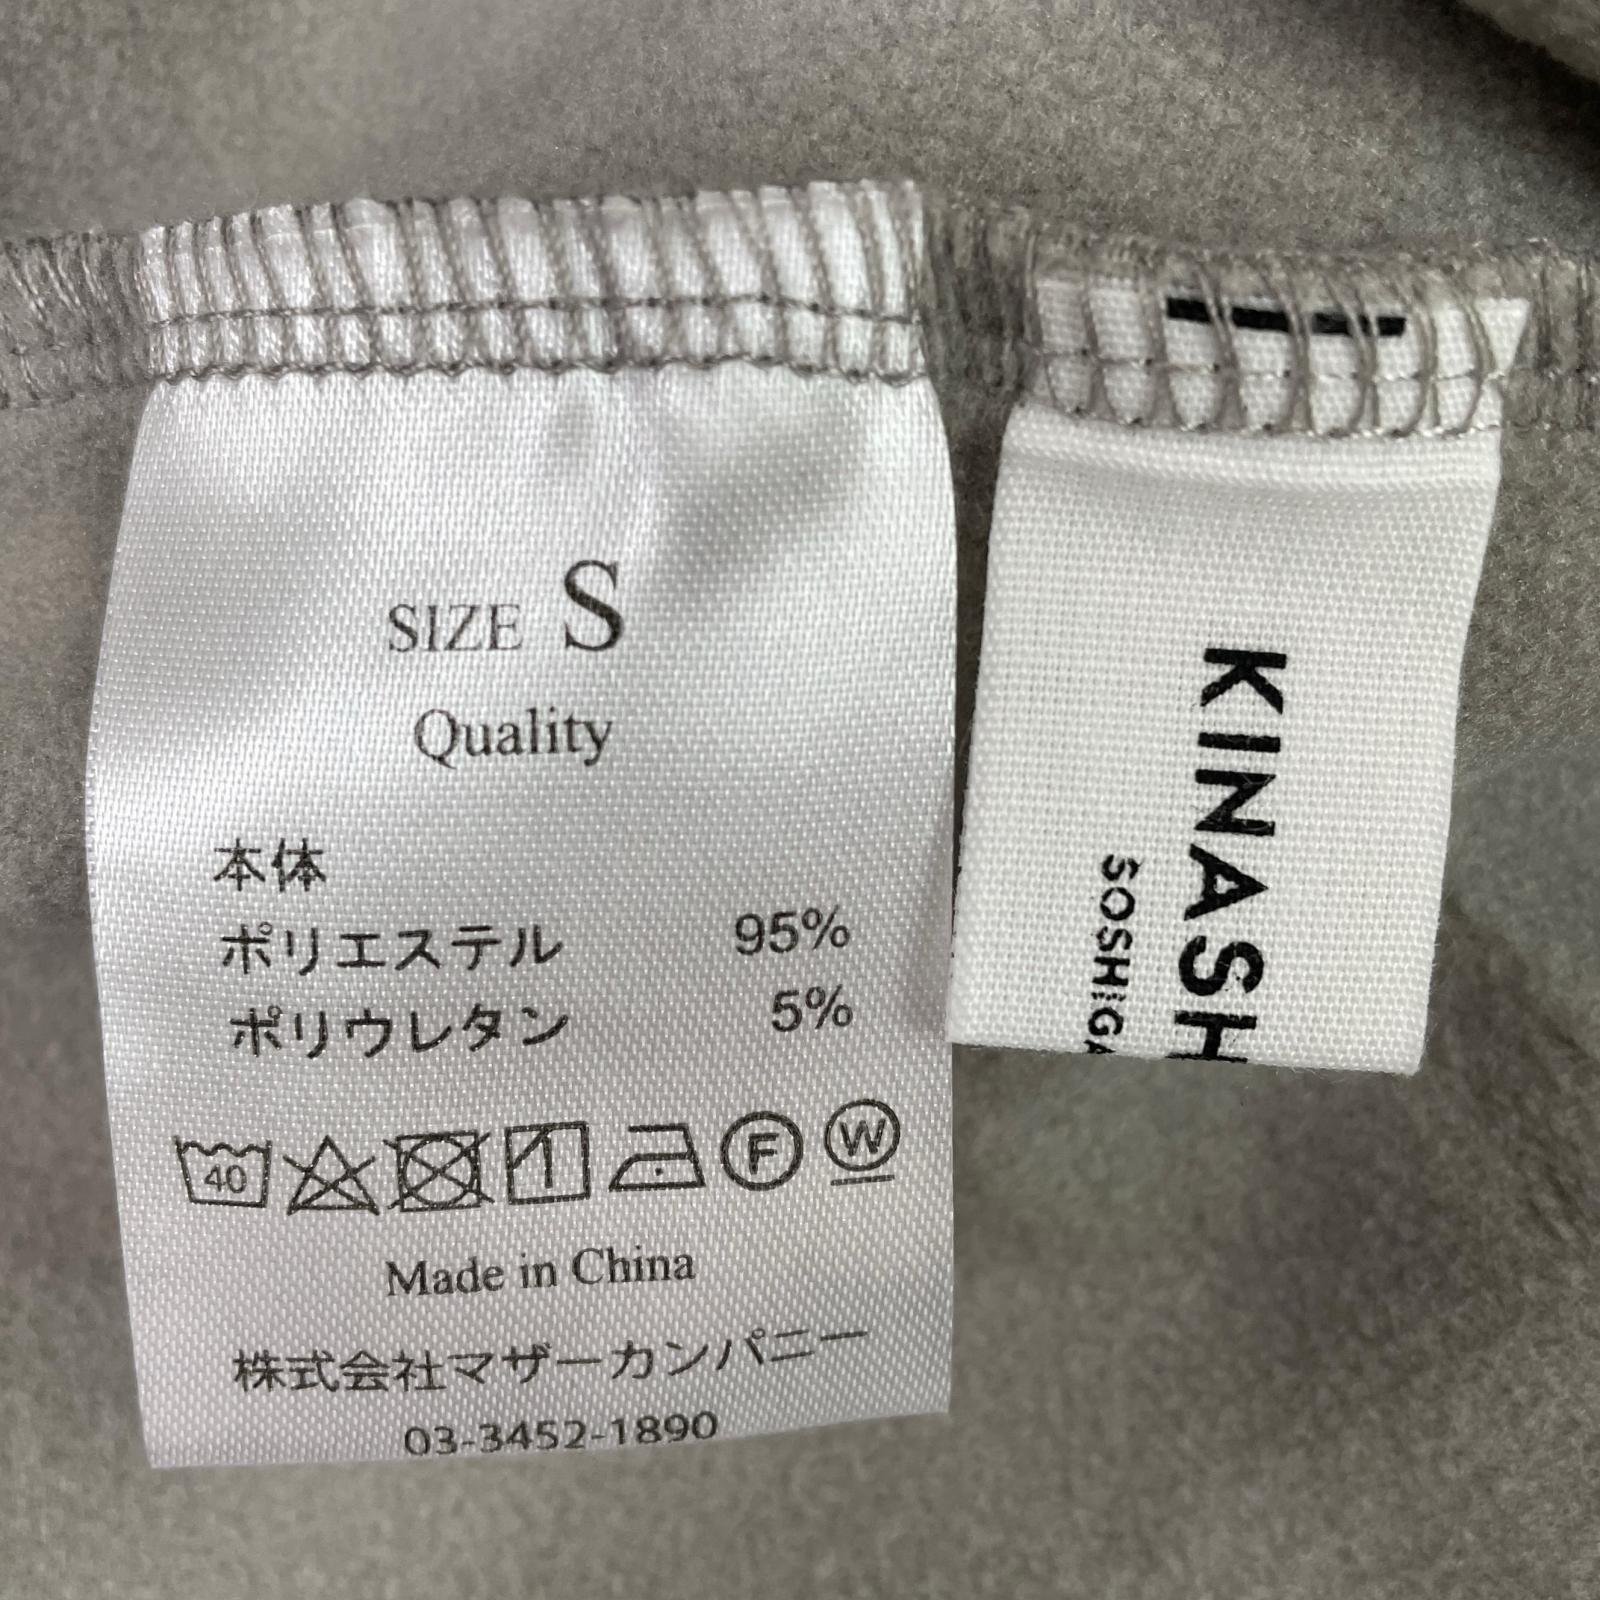 SIZE S
Quality
本体
ポリエステル 95%
ポリウレタン 5%
40
F
W
Made in China
株式会社マザーカンパニー
03-3452-1890
KINASH
SOSHIGA